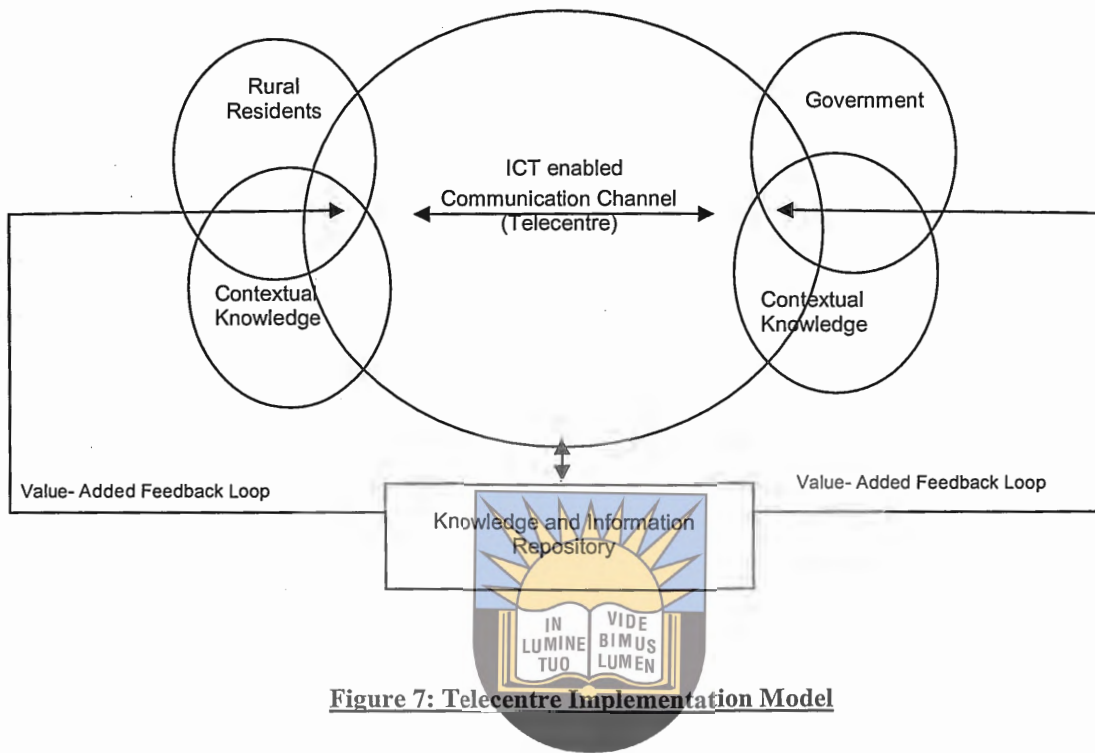 Rural
Residents
Government
ICT enabled
Communication Channel
(Telecentre)
Contextual
Knowledge
Contextual
Knowledge
Value- Added Feedback Loop
Value- Added Feedback Loop
Knowledge and Information
Repository
IN
LUMINE
TUO
VIDE
BIMUS
LUMEN
Figure 7: Telecentre Implementation Model